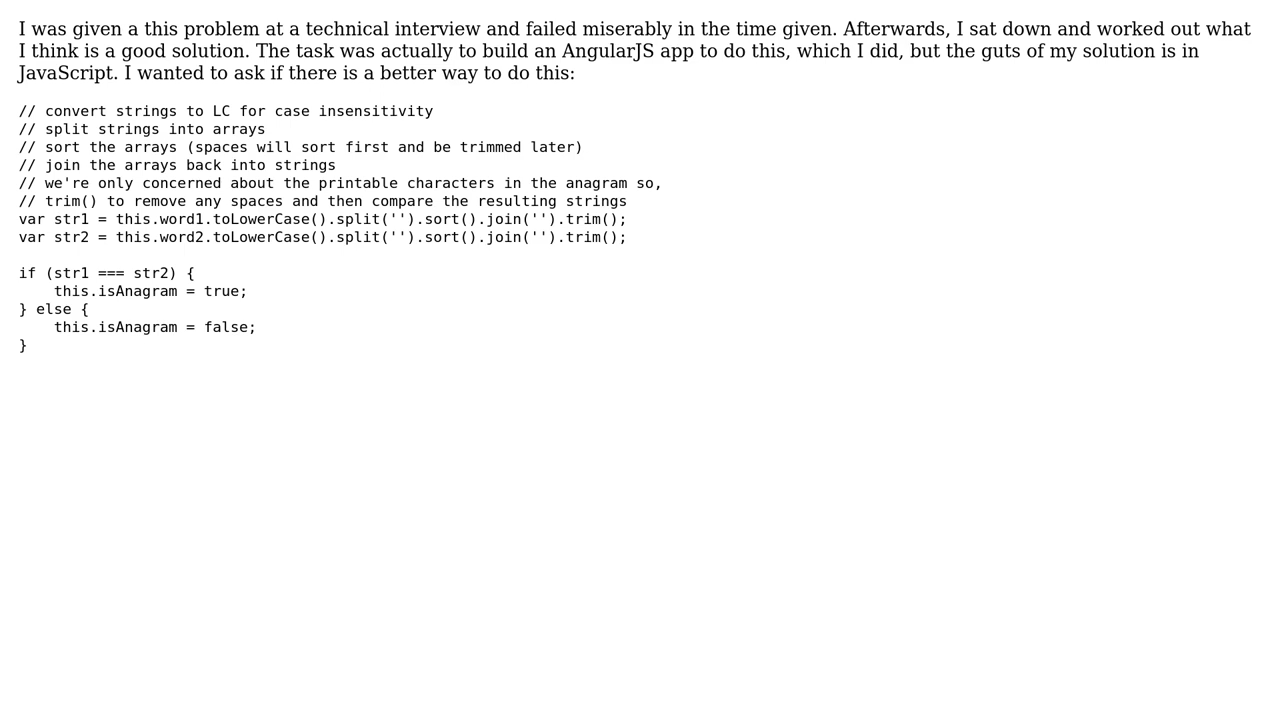 I was given a this problem at a technical interview and failed miserably in the time given. Afterwards, I sat down and worked out what
I think is a good solution. The task was actually to build an AngularJS app to do this, which I did, but the guts of my solution is in
JavaScript. I wanted to ask if there is a better way to do this:
// convert strings to LC for case insensitivity
// split strings into arrays
// sort the arrays (spaces will sort first and be trimmed later)
// join the arrays back into strings
// we're only concerned about the printable characters in the anagram so,
// trim() to remove any spaces and then compare the resulting strings
var str1 = this.word1.toLowerCase().split('').sort().join('').trim();
var str2 = this.word2.toLowerCase().split('').sort().join('').trim();
if (str1 === str2) {
    this.isAnagram = true;
} else {
    this.isAnagram = false;
}